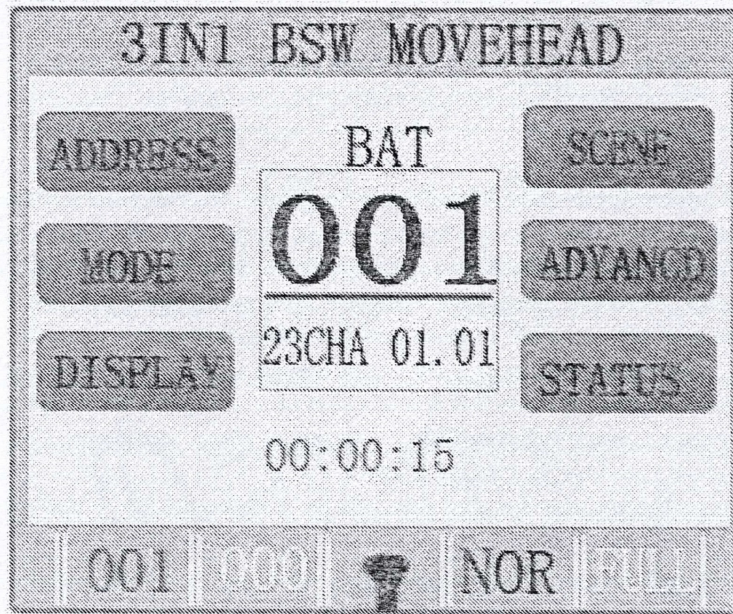 3IN1 BSW MOVEHEAD
ADDRESS
BAT
SCENE
001
MODE
ADVANCD
23CHA 01.01
DISPLAY
STATUS
00:00:15
001 000 NOR FULL